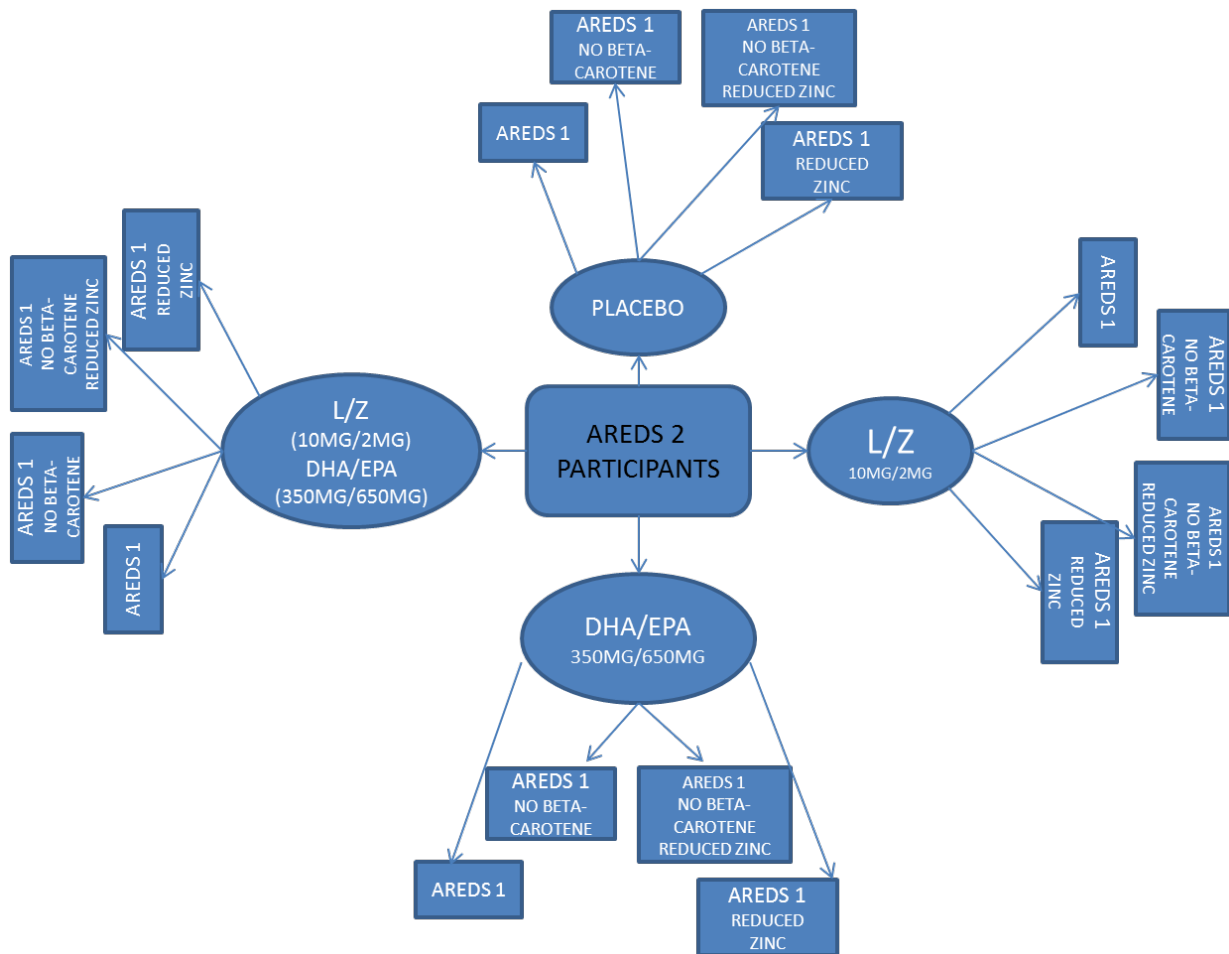 AREDS 1
NO BETA-
CAROTENE
AREDS 1
NO BETA-
CAROTENE
REDUCED ZINC
AREDS 1
AREDS 1
REDUCED
ZINC
PLACEBO
AREDS 1
REDUCED
ZINC
AREDS 1
NO BETA-
CAROTENE
REDUCED ZINC
AREDS 1
NO BETA-
CAROTENE
AREDS 1
L/Z
(10MG/2MG)
DHA/EPA
(350MG/650MG)
AREDS 2
PARTICIPANTS
L/Z
10MG/2MG
AREDS 1
AREDS 1
NO BETA-
CAROTENE
AREDS 1
NO BETA-
CAROTENE
REDUCED ZINC
AREDS 1
REDUCED
ZINC
DHA/EPA
350MG/650MG
AREDS 1
NO BETA-
CAROTENE
AREDS 1
NO BETA-
CAROTENE
REDUCED ZINC
AREDS 1
AREDS 1
REDUCED
ZINC